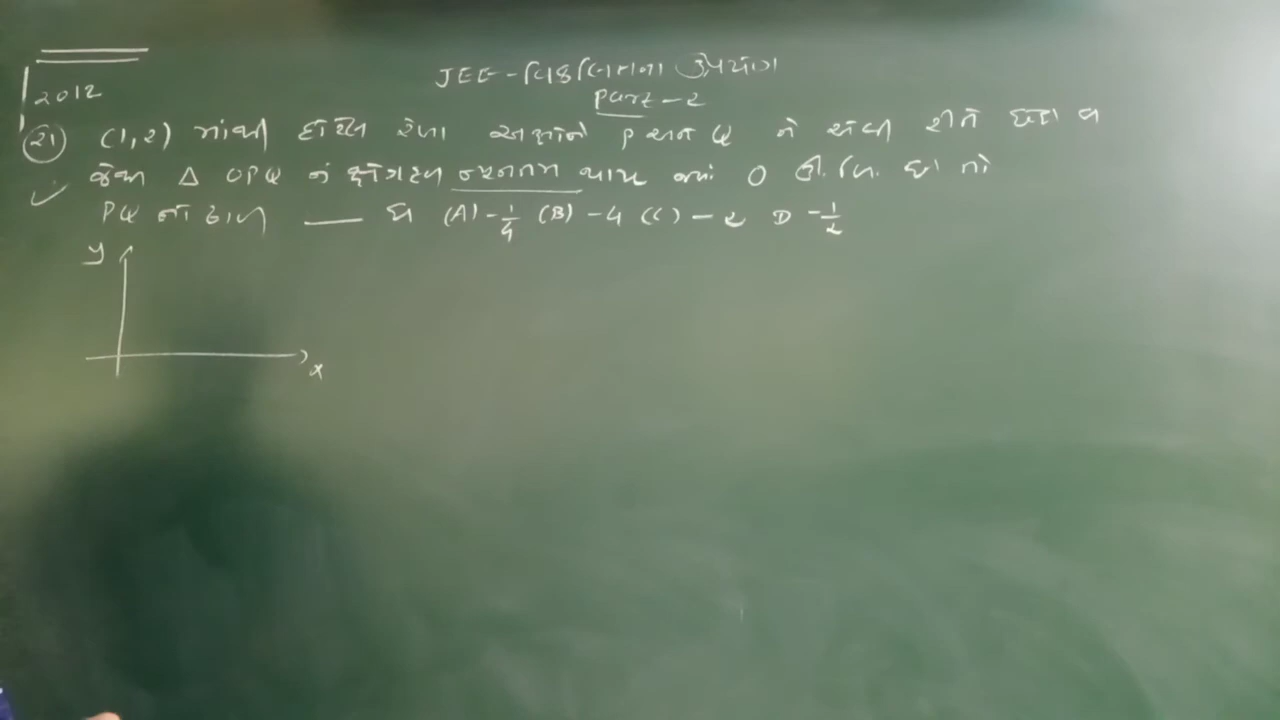 JEE - વિકલિતના ઉપયોગ
Part - 2
2012
(21) (1,2) માંથી દોરેલ રેખા અક્ષોને P અને Q ને એવી રીતે છેદે
જેથી Δ OPQ નું ક્ષેત્રફળ ન્યૂનતમ થાય જ્યાં O ઊ.બિ. છે તો
PQ નો ઢાળ ___ છે (A) -1/4 (B) -4 (C) -2 D -1/2
y
x